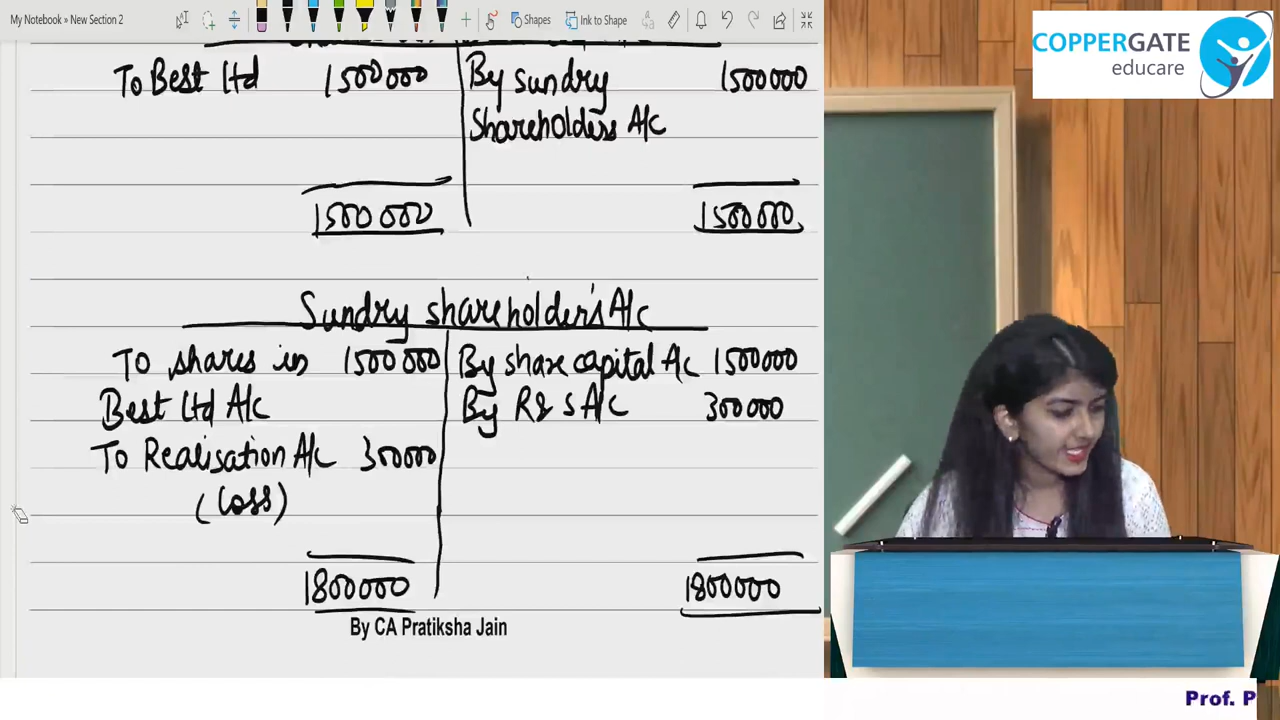 My Notebook » New Section 2
Shapes
Ink to Shape
COPPERGATE
educare
To Best Ltd 1500000 By Sundry 1500000
Shareholders A/c
1500000 1500000
Sundry shareholder's A/c
To shares in 1500000 By share capital A/c 1500000
Best Ltd A/c By R & S A/c 300000
To Realisation A/c 300000
(Loss)
1800000 1800000
By CA Pratiksha Jain
Prof. P